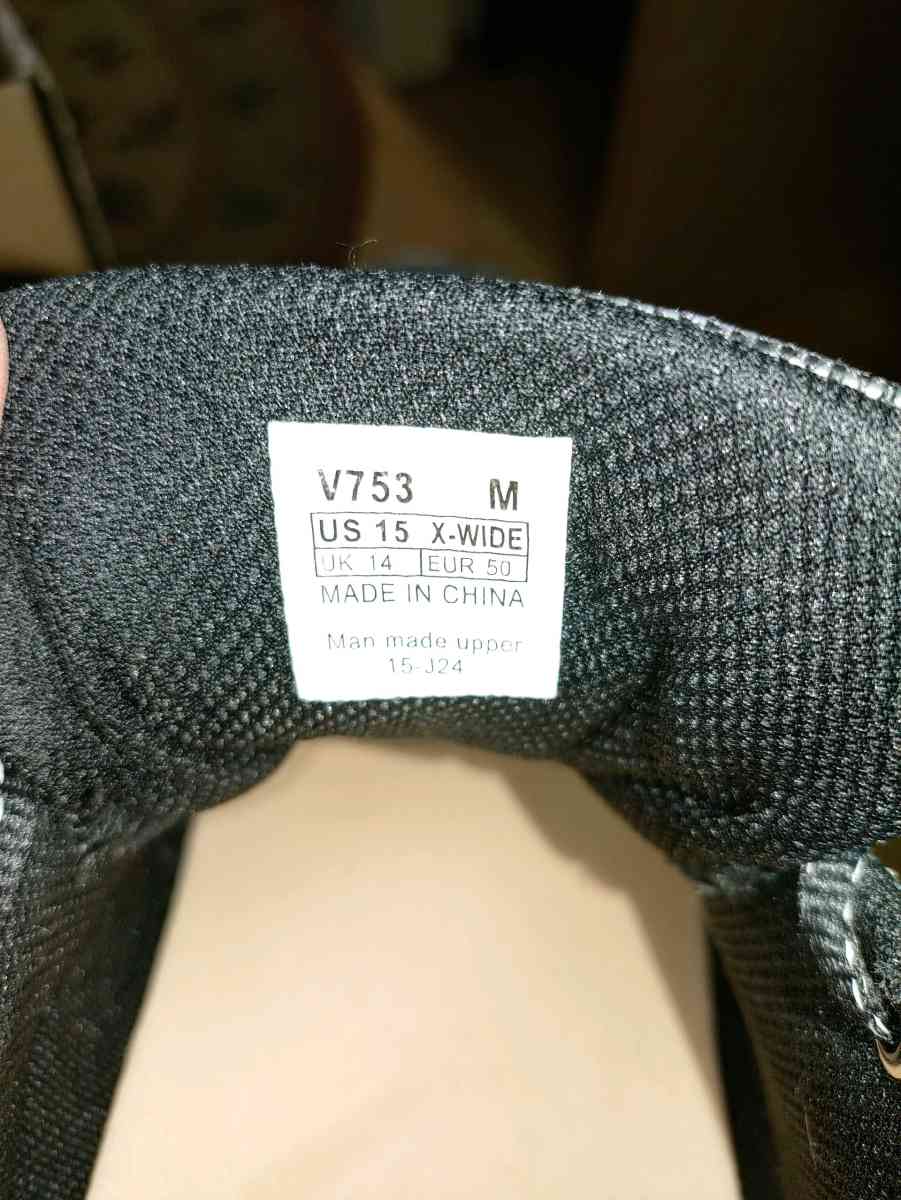 V753 M
US 15 X-WIDE
UK 14 EUR 50
MADE IN CHINA
Man made upper
15-J24